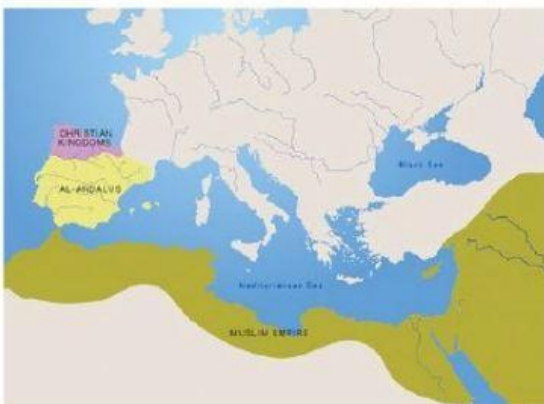 CHRISTIAN
KINGDOMS
AL-ANDALUS
Black Sea
Mediterranean Sea
MUSLIM EMPIRE